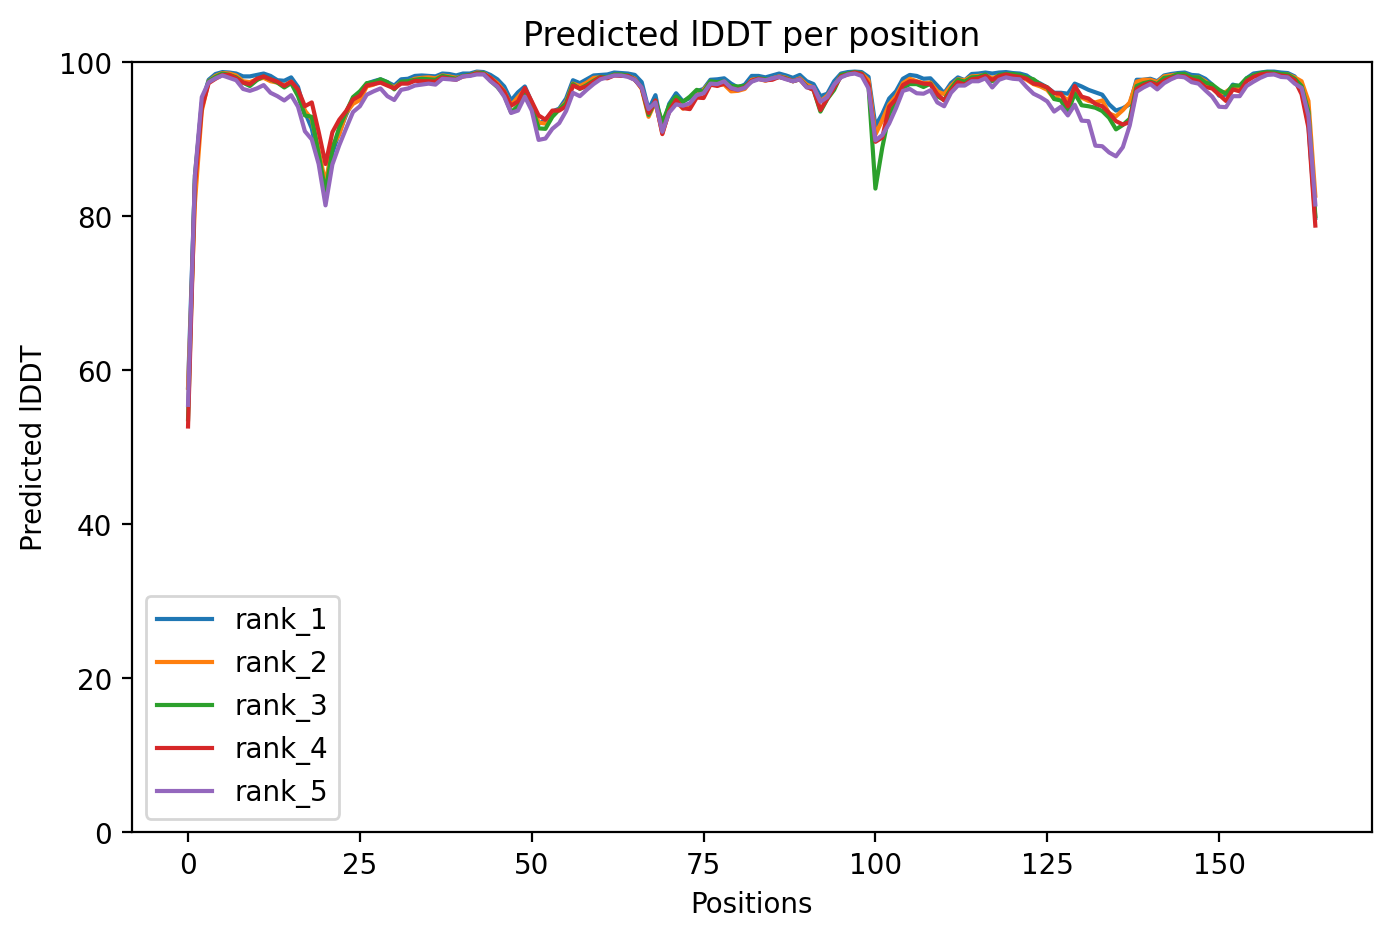 Predicted lDDT per position
100
80
60
40
20
0
Predicted lDDT
rank_1
rank_2
rank_3
rank_4
rank_5
0 25 50 75 100 125 150
Positions